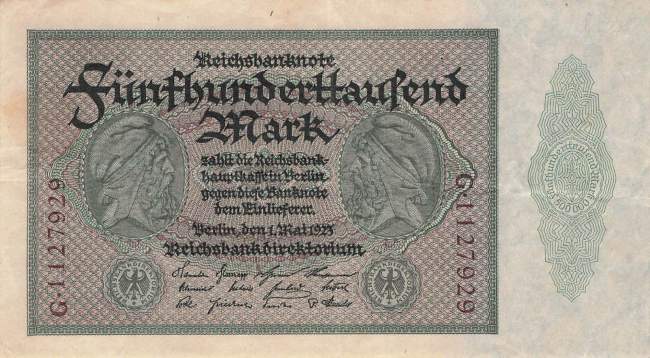 Reichsbanknote
Fünfhunderttausend
Mark
zahlt die Reichsbank-
hauptkasse in Berlin
gegen diese Banknote
dem Einlieferer.
Berlin, den 1. Mai 1923
Reichsbankdirektorium
G·1127929
G·1127929